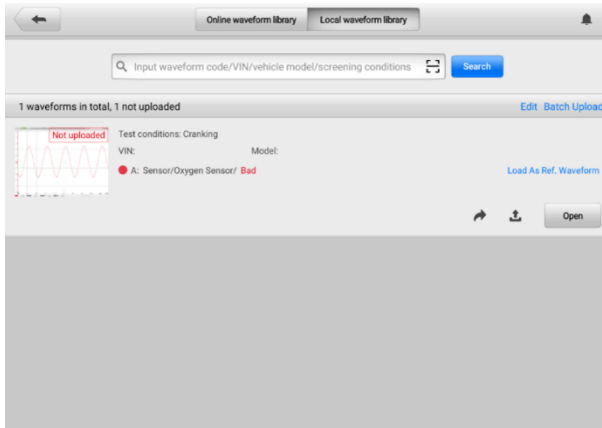 Online waveform library Local waveform library
Input waveform code/VIN/vehicle model/screening conditions Search
1 waveforms in total, 1 not uploaded Edit Batch Upload
Not uploaded Test conditions: Cranking
VIN: Model:
A: Sensor/Oxygen Sensor/ Bad Load As Ref. Waveform
Open